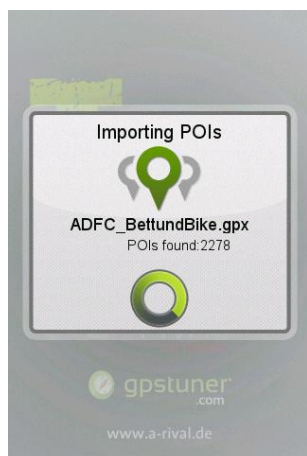 Importing POIs
ADFC_BettundBike.gpx
POIs found:2278
gpstuner
.com
www.a-rival.de